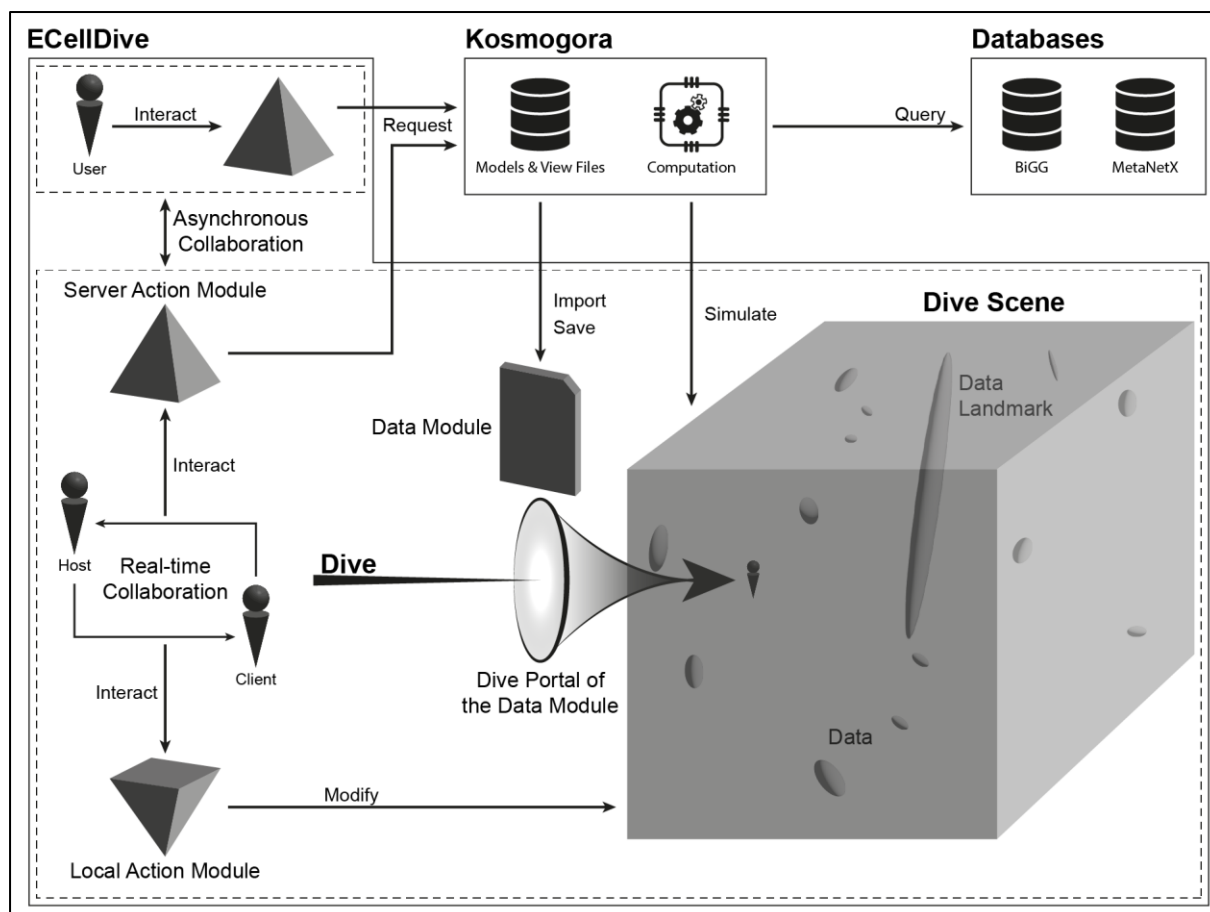 ECellDive
Kosmogora
Databases
Interact
User
Request
Models & View Files
Computation
Query
BiGG
MetaNetX
Asynchronous
Collaboration
Server Action Module
Import
Save
Simulate
Dive Scene
Data
Landmark
Data Module
Interact
Host
Real-time
Collaboration
Client
Dive
Interact
Dive Portal of
the Data Module
Data
Modify
Local Action Module